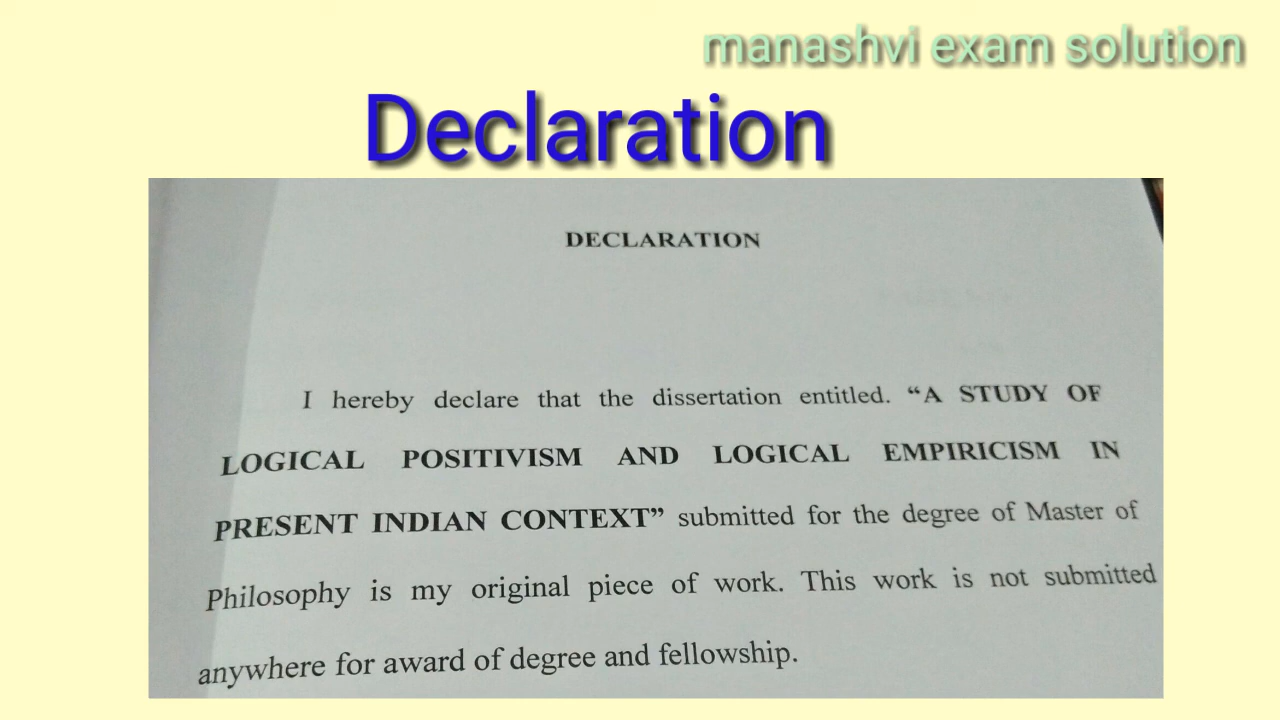 manashvi exam solution
Declaration
DECLARATION
I hereby declare that the dissertation entitled. “A STUDY OF
LOGICAL POSITIVISM AND LOGICAL EMPIRICISM IN
PRESENT INDIAN CONTEXT” submitted for the degree of Master of
Philosophy is my original piece of work. This work is not submitted
anywhere for award of degree and fellowship.